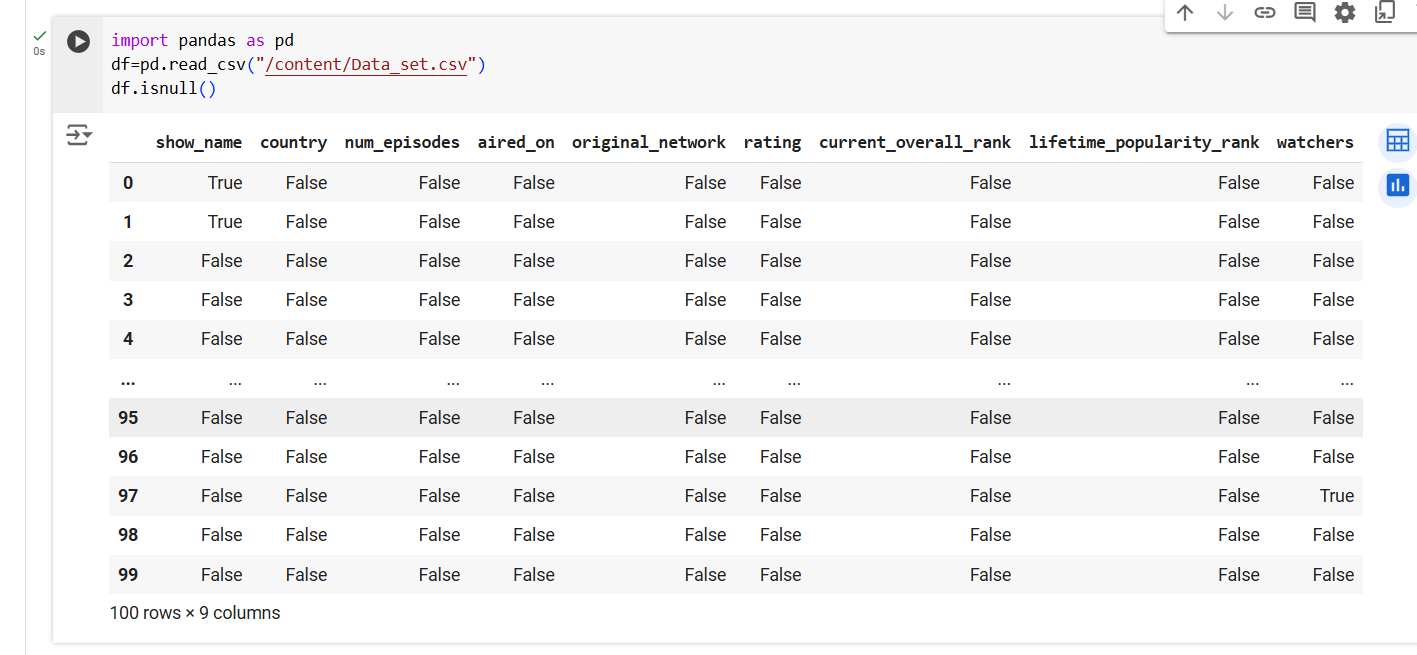 import pandas as pd
0s
df=pd.read_csv("/content/Data_set.csv")
df.isnull()
show_name country num_episodes aired_on original_network rating current_overall_rank lifetime_popularity_rank watchers
0 True False False False False False False False False
1 True False False False False False False False False
2 False False False False False False False False False
3 False False False False False False False False False
4 False False False False False False False False False
... ... ... ... ... ... ... ... ... ...
95 False False False False False False False False False
96 False False False False False False False False False
97 False False False False False False False False True
98 False False False False False False False False False
99 False False False False False False False False False
100 rows × 9 columns